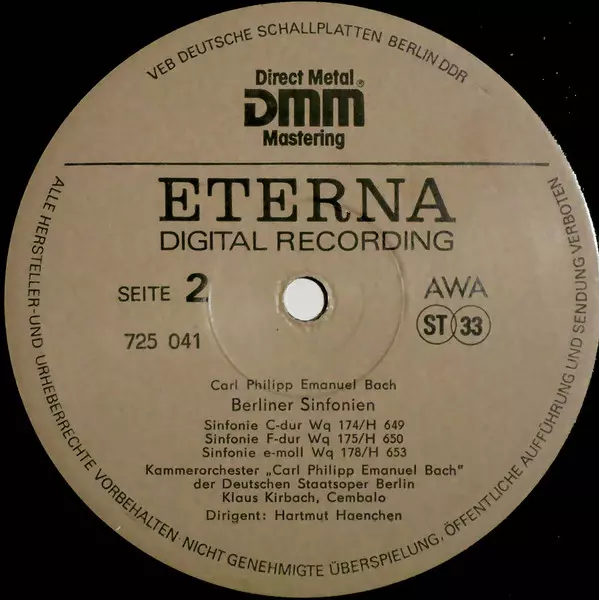 VEB DEUTSCHE SCHALLPLATTEN BERLIN DDR
Direct Metal®
DMM
Mastering
ETERNA
DIGITAL RECORDING
SEITE 2
AWA
725 041
ST 33
Carl Philipp Emanuel Bach
Berliner Sinfonien
Sinfonie C-dur Wq 174/H 649
Sinfonie F-dur Wq 175/H 650
Sinfonie e-moll Wq 178/H 653
Kammerorchester „Carl Philipp Emanuel Bach"
der Deutschen Staatsoper Berlin
Klaus Kirbach, Cembalo
Dirigent: Hartmut Haenchen
ALLE HERSTELLER-UND URHEBERRECHTE VORBEHALTEN· NICHT GENEHMIGTE ÜBERSPIELUNG, ÖFFENTLICHE AUFFÜHRUNG UND SENDUNG VERBOTEN